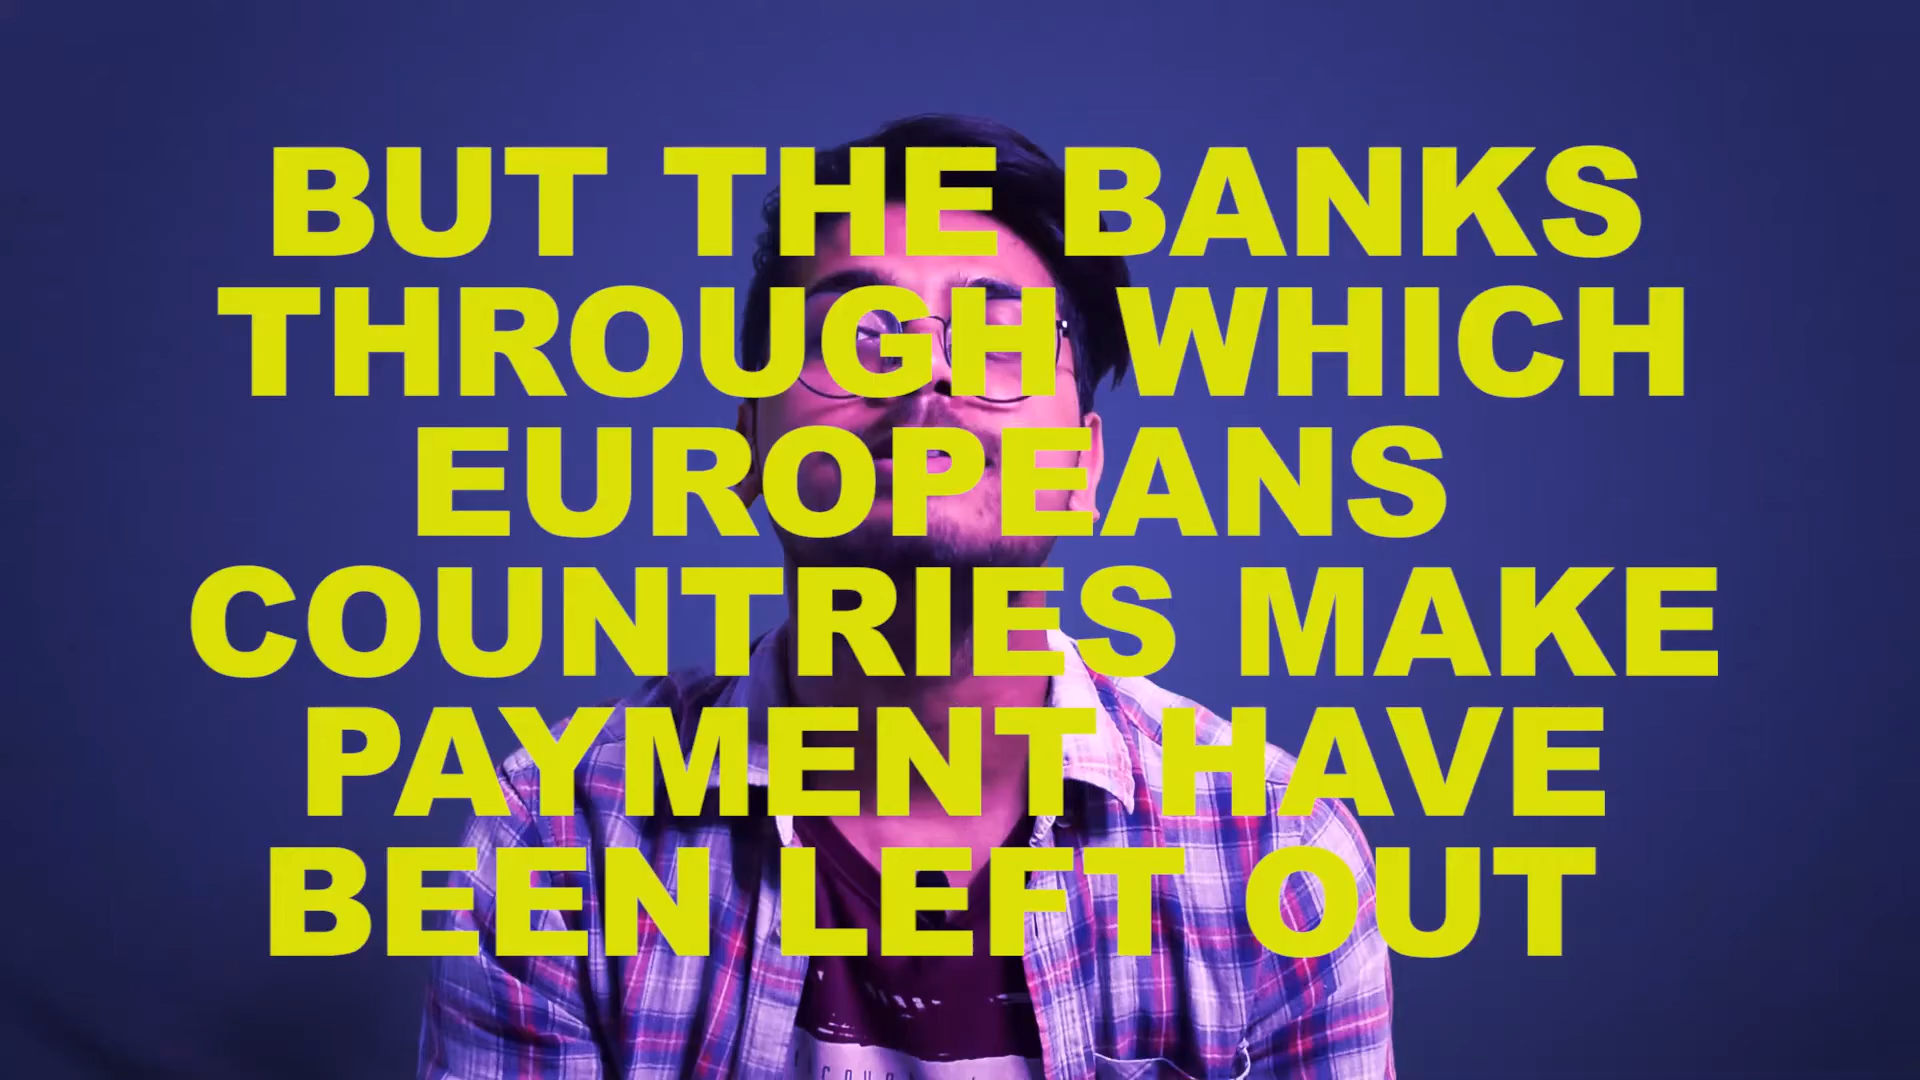 BUT THE BANKS
THROUGH WHICH
EUROPEANS
COUNTRIES MAKE
PAYMENT HAVE
BEEN LEFT OUT